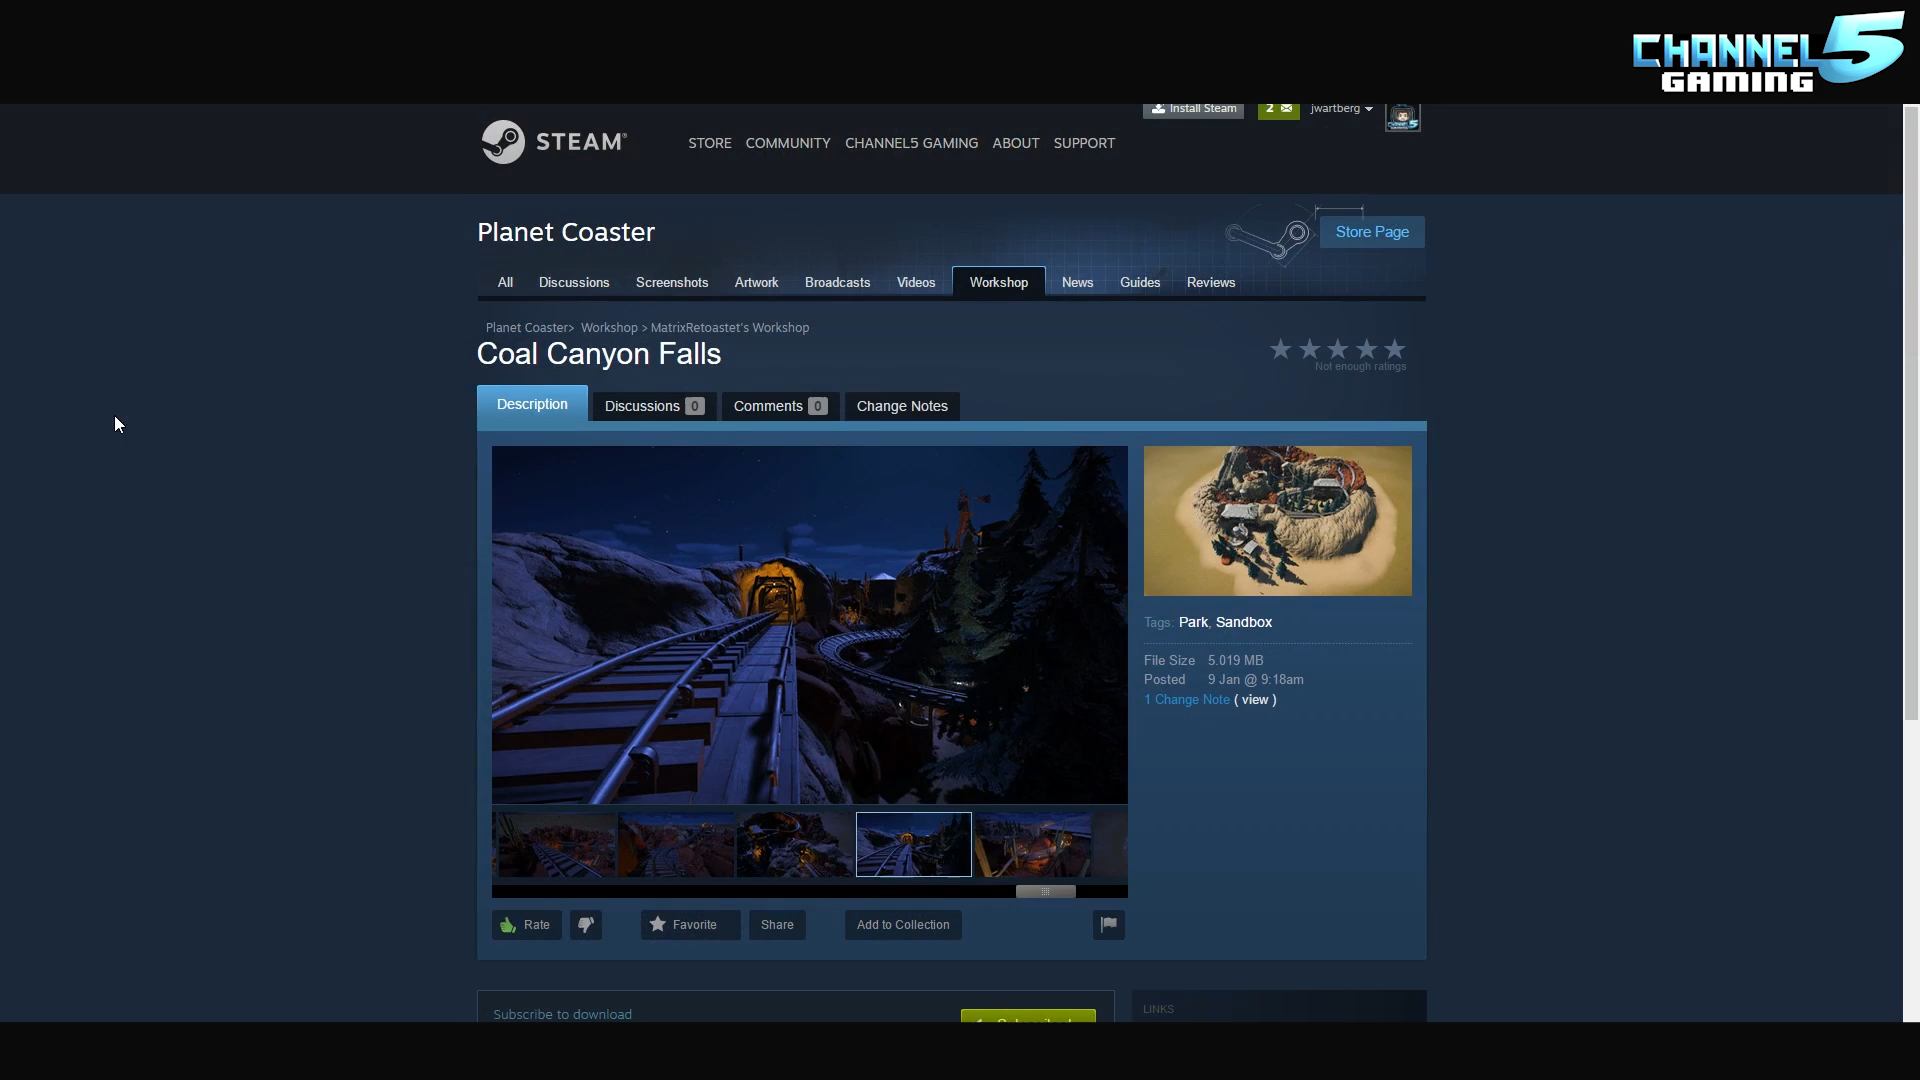 CHANNEL 5
GAMING
Install Steam
2
jwartberg
STEAM®
STORE COMMUNITY CHANNEL5 GAMING ABOUT SUPPORT
Planet Coaster
Store Page
All Discussions Screenshots Artwork Broadcasts Videos Workshop News Guides Reviews
Planet Coaster> Workshop > MatrixRetoastet's Workshop
Coal Canyon Falls
Not enough ratings
Description Discussions 0 Comments 0 Change Notes
Tags: Park, Sandbox
File Size 5.019 MB
Posted 9 Jan @ 9:18am
1 Change Note ( view )
Rate Favorite Share Add to Collection
Subscribe to download
LINKS